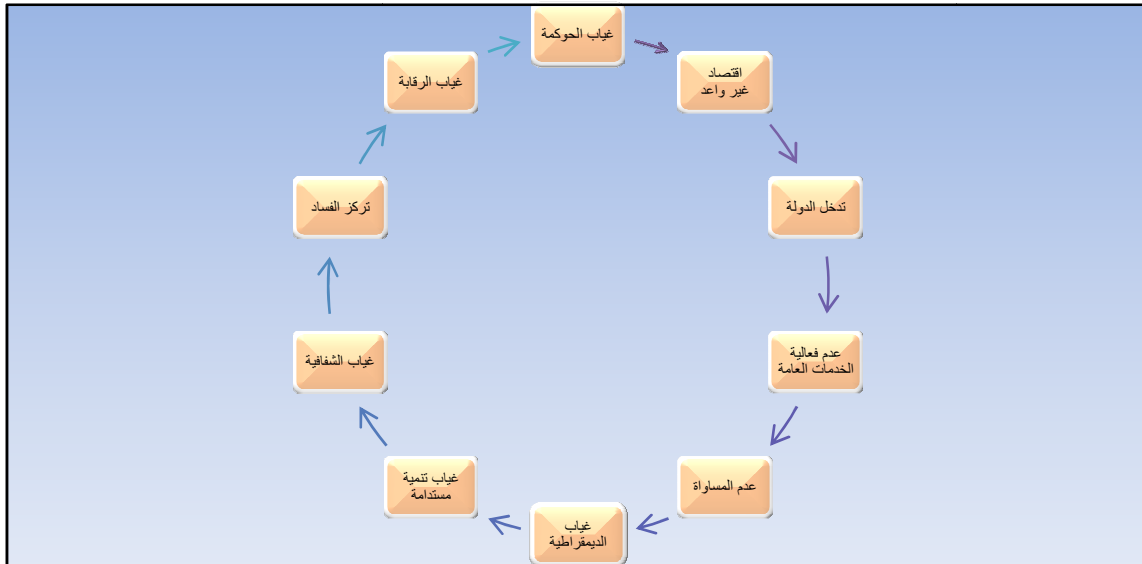 غياب الحوكمة
اقتصاد
غير واعد
تدخل الدولة
عدم فعالية
الخدمات العامة
عدم المساواة
غياب
الديمقراطية
غياب تنمية
مستدامة
غياب الشفافية
تركز الفساد
غياب الرقابة